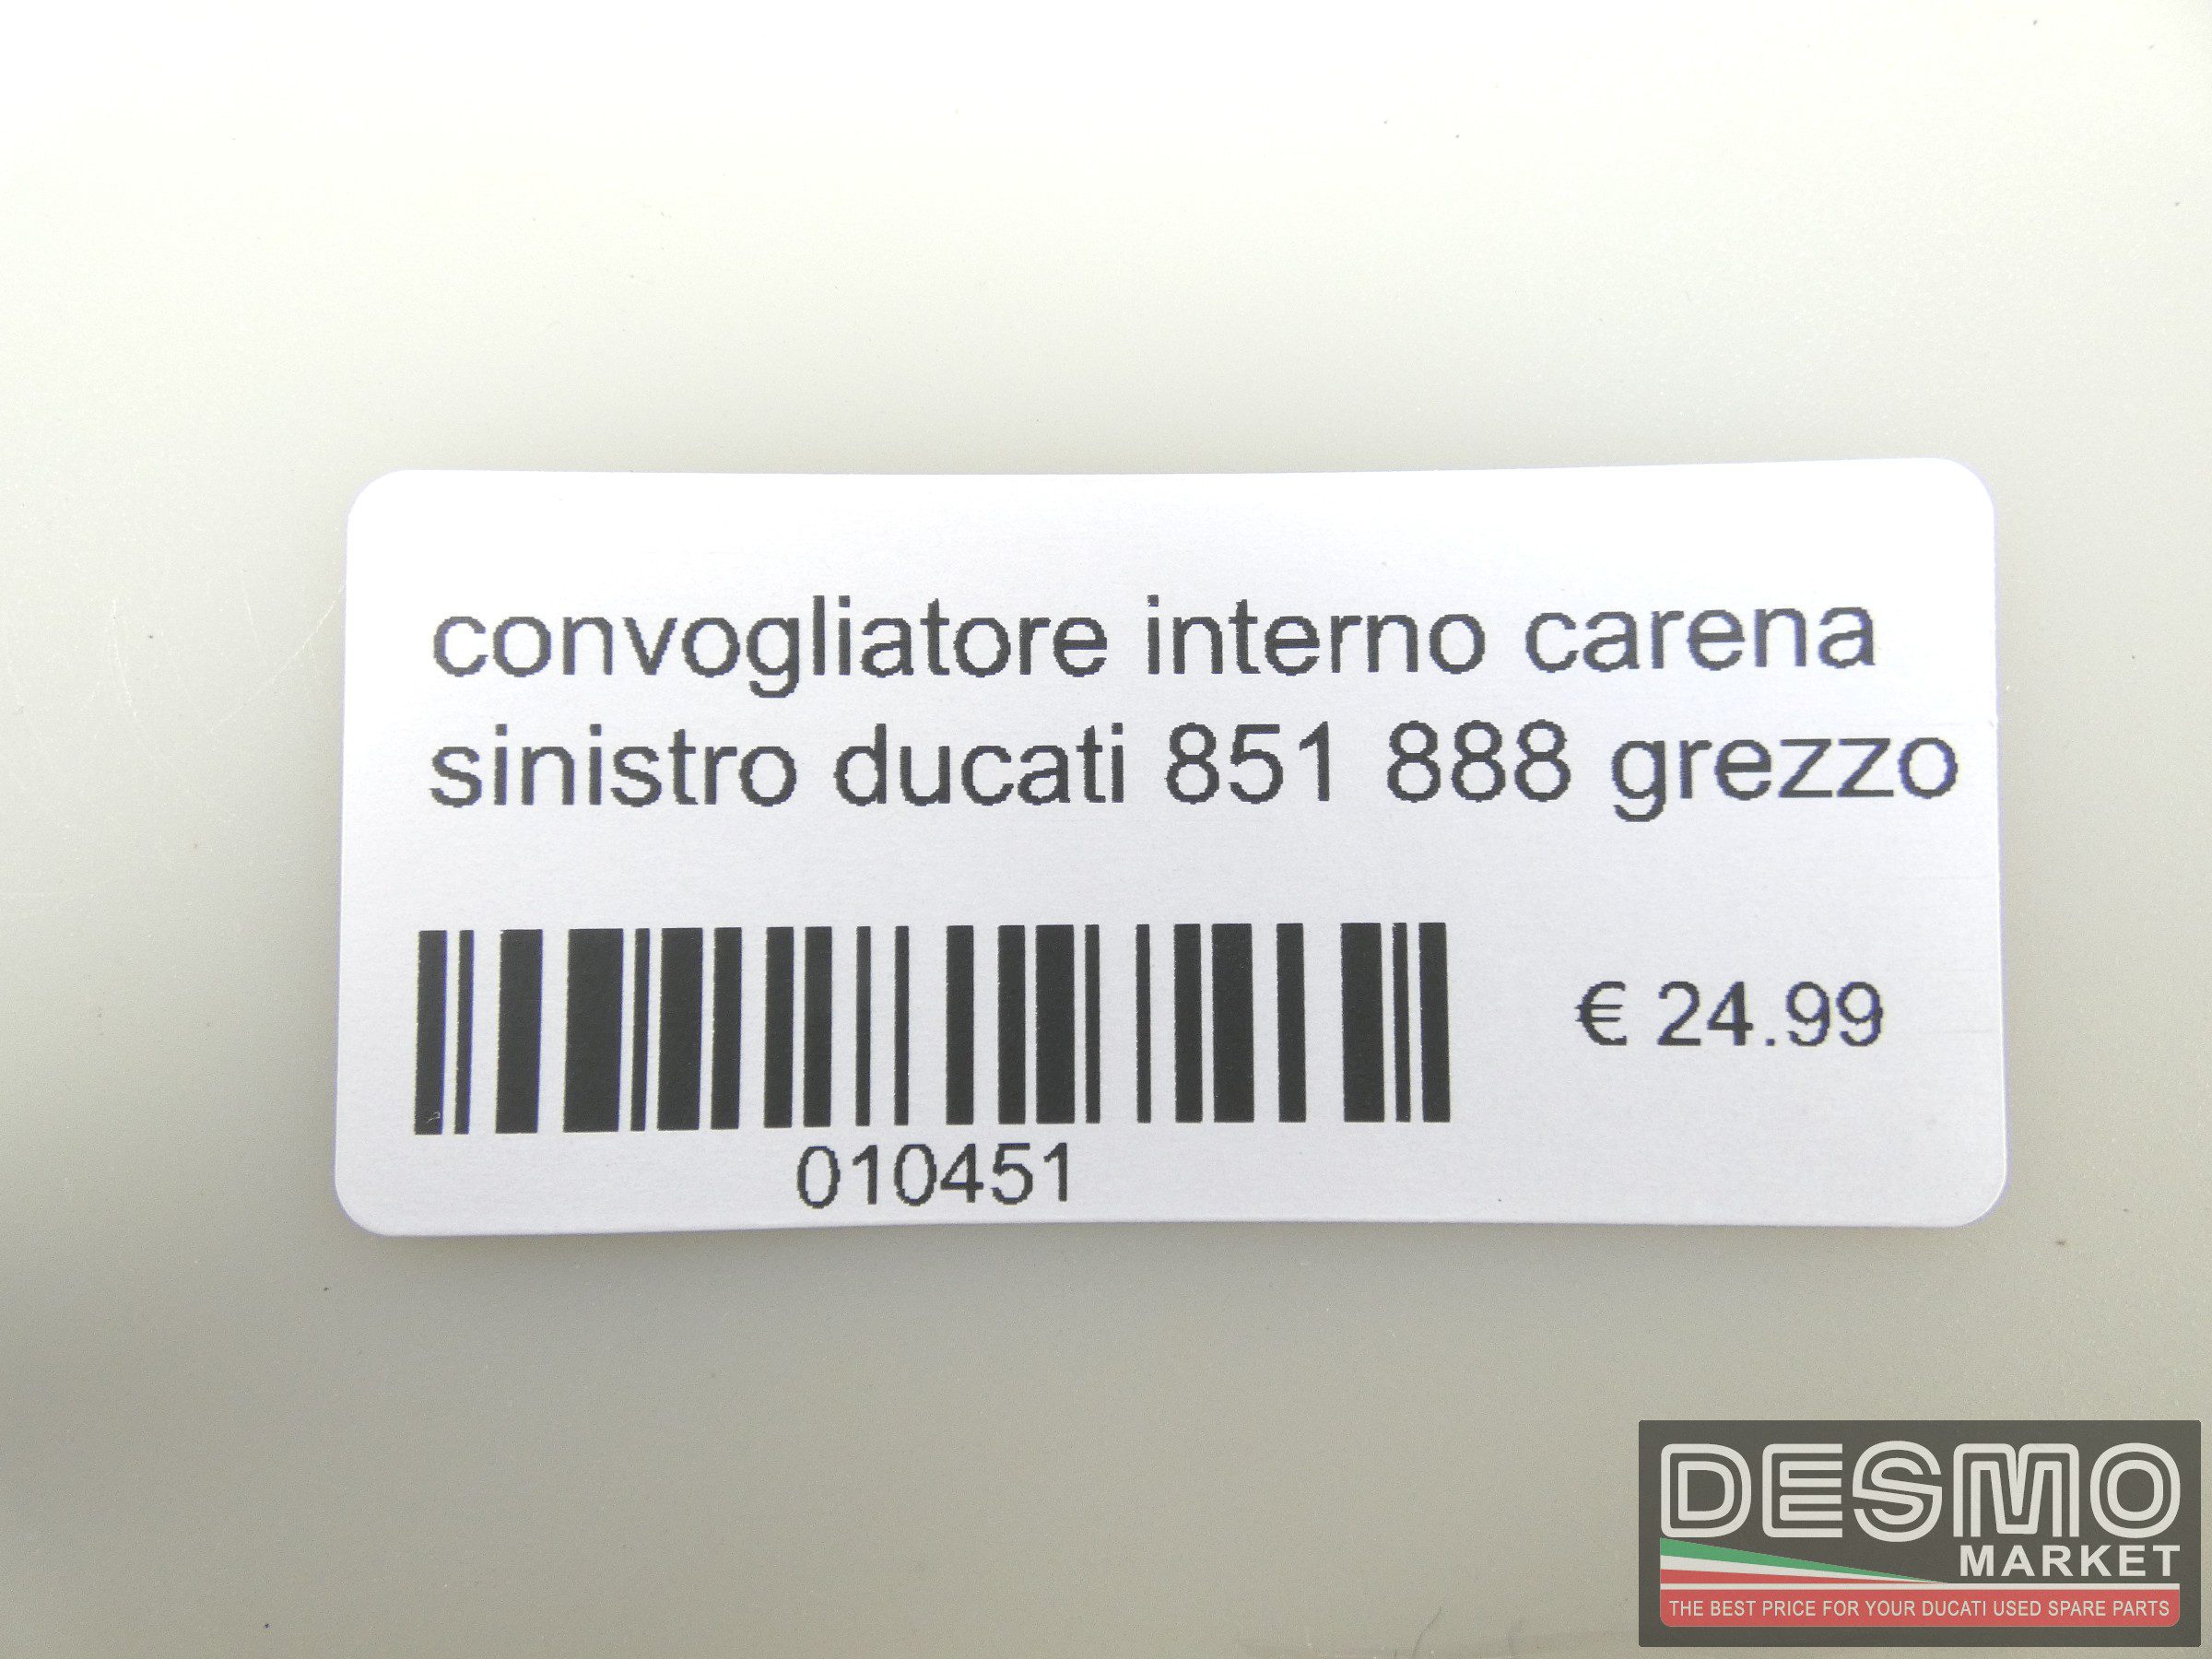 convogliatore interno carena
sinistro ducati 851 888 grezzo
€ 24.99
010451
DESMO
MARKET
THE BEST PRICE FOR YOUR DUCATI USED SPARE PARTS